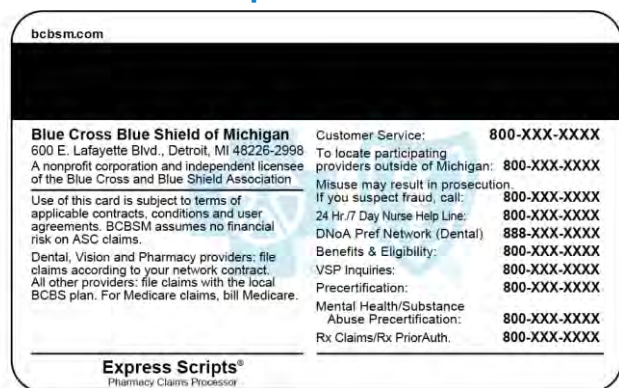 bcbsm.com
Blue Cross Blue Shield of Michigan
600 E. Lafayette Blvd., Detroit, MI 48226-2998
A nonprofit corporation and independent licensee
of the Blue Cross and Blue Shield Association
Use of this card is subject to terms of
applicable contracts, conditions and user
agreements. BCBSM assumes no financial
risk on ASC claims.
Dental, Vision and Pharmacy providers: file
claims according to your network contract.
All other providers: file claims with the local
BCBS plan. For Medicare claims, bill Medicare.
Express Scripts®
Pharmacy Claims Processor
Customer Service: 800-XXX-XXXX
To locate participating
providers outside of Michigan: 800-XXX-XXXX
Misuse may result in prosecution.
If you suspect fraud, call: 800-XXX-XXXX
24 Hr./7 Day Nurse Help Line: 800-XXX-XXXX
DNoA Pref Network (Dental) 888-XXX-XXXX
Benefits & Eligibility: 800-XXX-XXXX
VSP Inquiries: 800-XXX-XXXX
Precertification: 800-XXX-XXXX
Mental Health/Substance
Abuse Precertification: 800-XXX-XXXX
Rx Claims/Rx PriorAuth. 800-XXX-XXXX